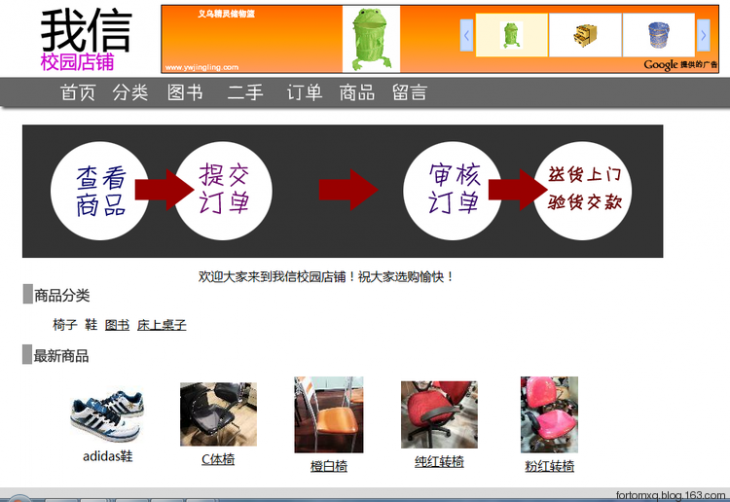 我信
校园店铺
义乌精灵储物篮
www.ywjingling.com
Google 提供的广告
首页 分类 图书 二手 订单 商品 留言
查看
商品
提交
订单
审核
订单
送货上门
验货交款
欢迎大家来到我信校园店铺！祝大家选购愉快！
商品分类
椅子 鞋 图书 床上桌子
最新商品
adidas鞋
C体椅
橙白椅
纯红转椅
粉红转椅
fortomxq.blog.163.com